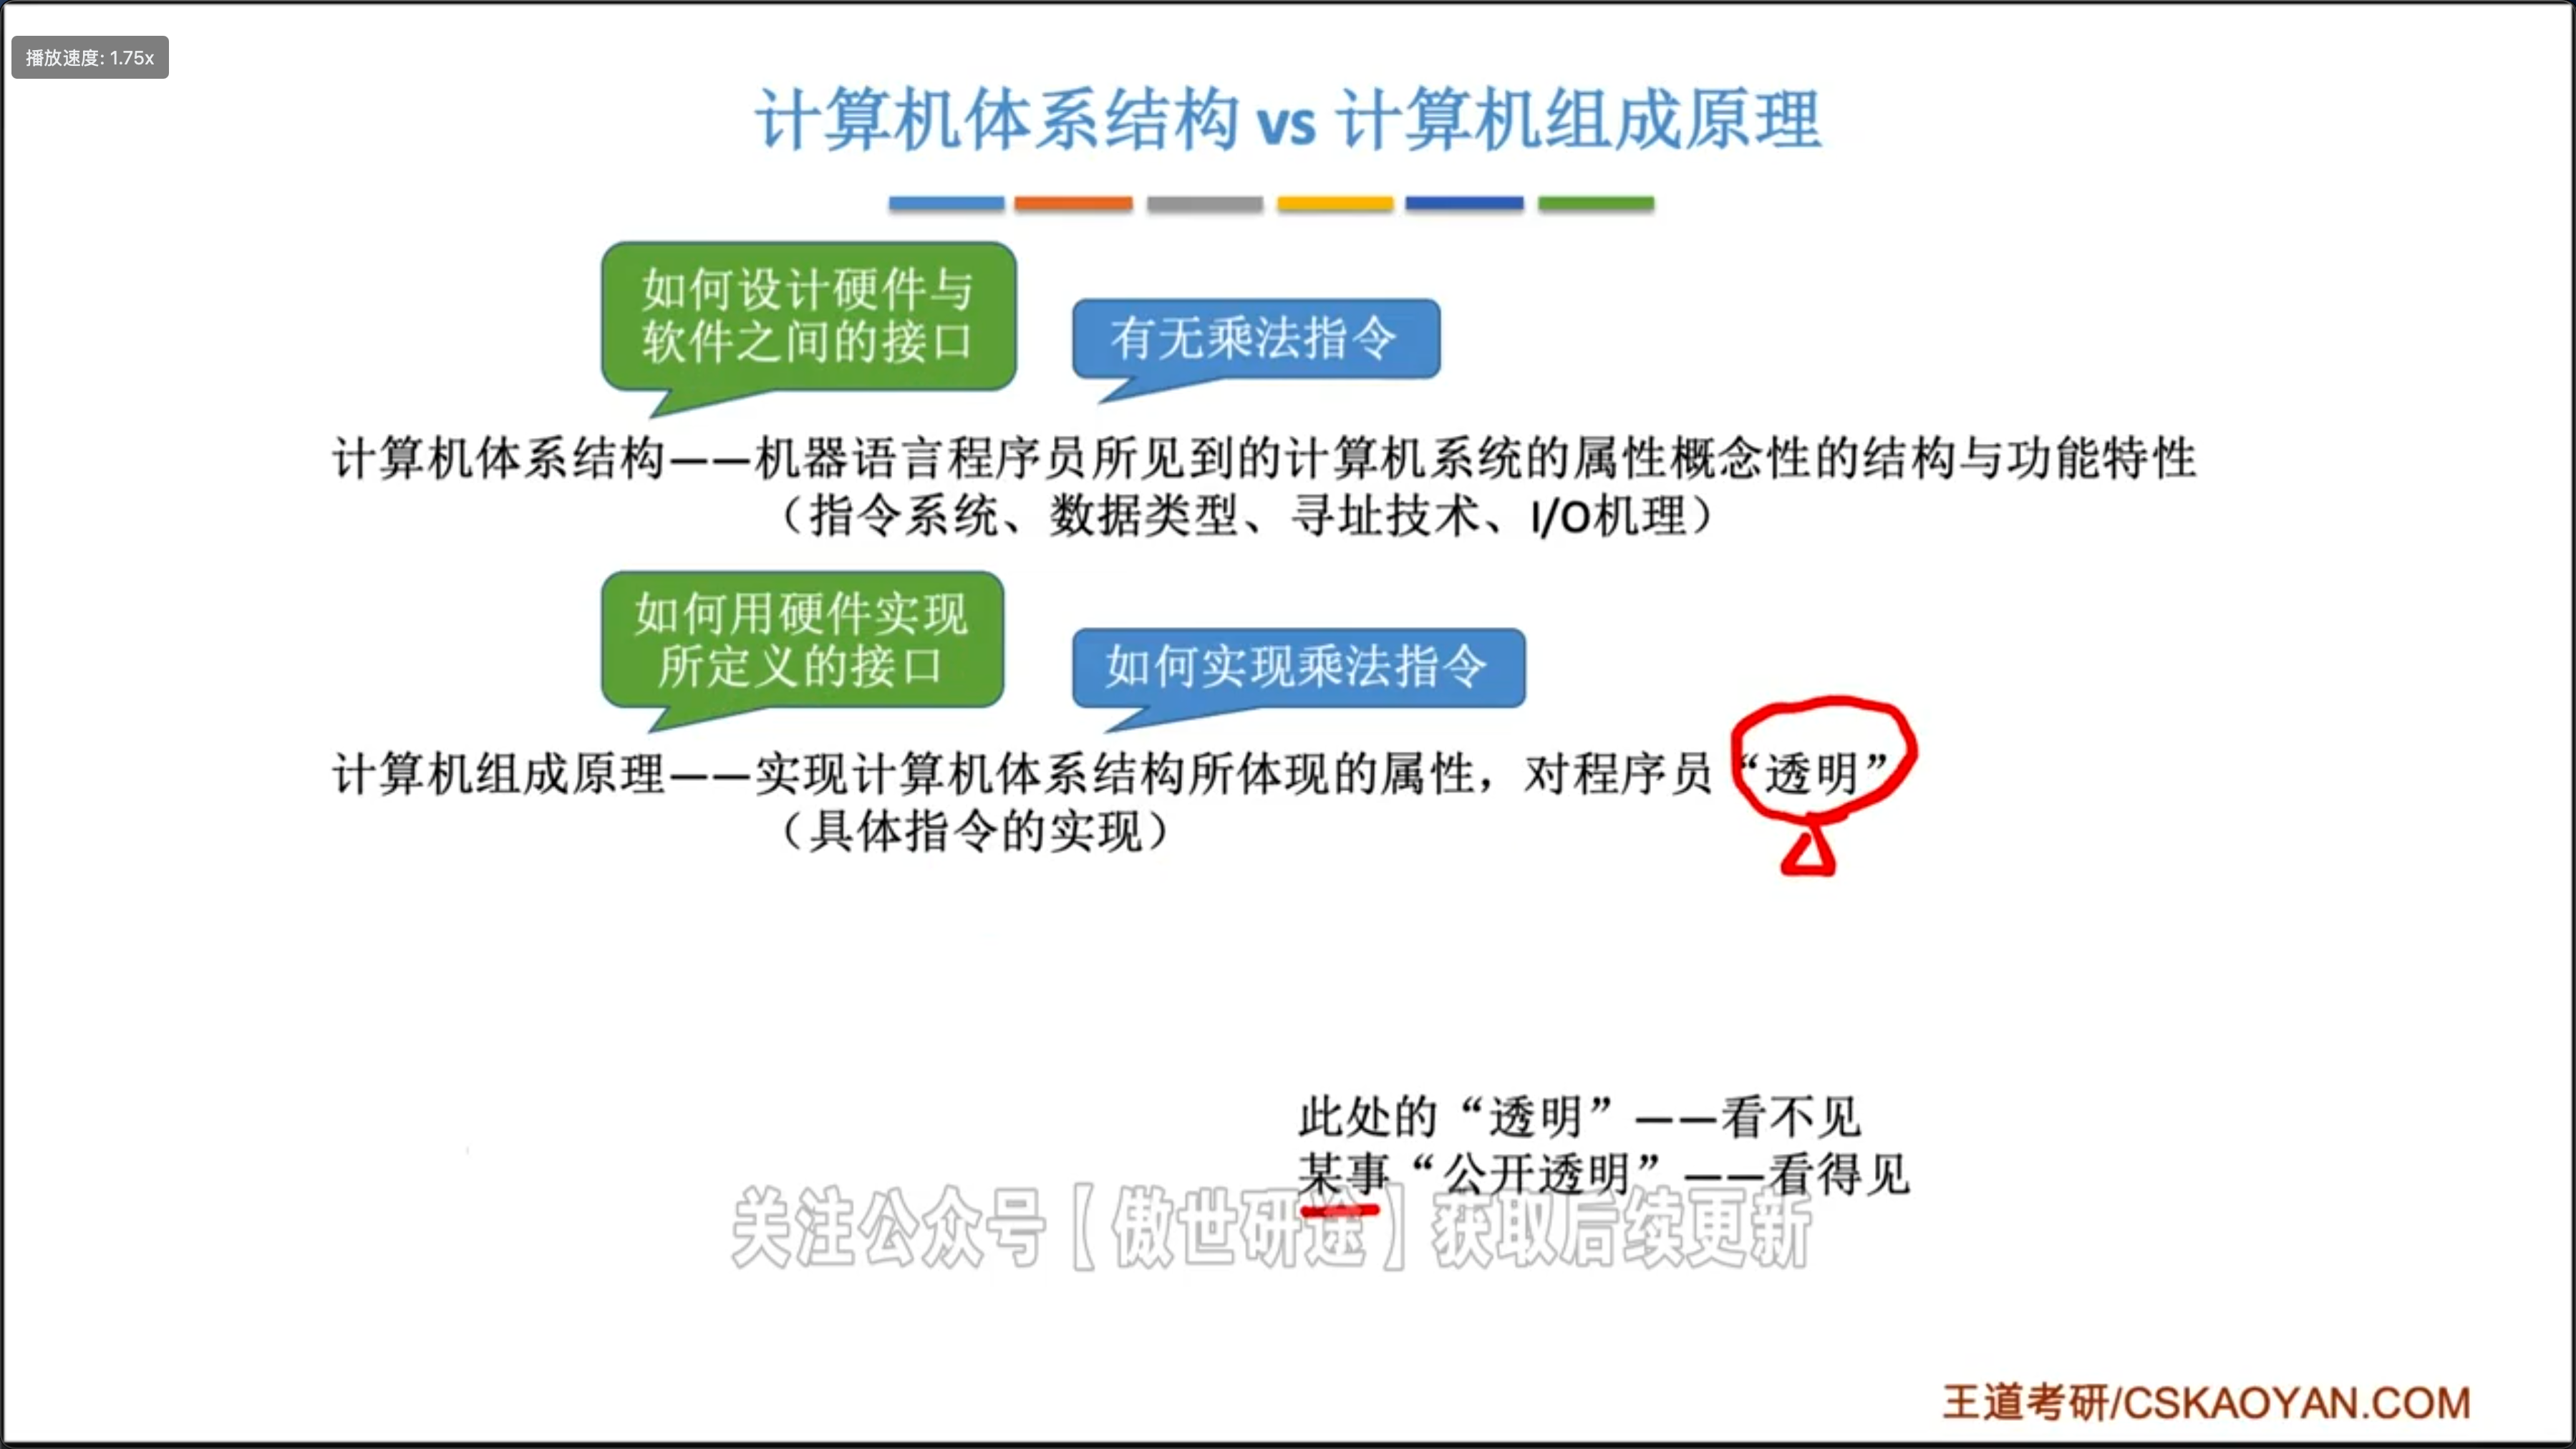 播放速度: 1.75x
计算机体系结构 vs 计算机组成原理
如何设计硬件与
软件之间的接口
有无乘法指令
计算机体系结构——机器语言程序员所见到的计算机系统的属性概念性的结构与功能特性
（指令系统、数据类型、寻址技术、I/O机理）
如何用硬件实现
所定义的接口
如何实现乘法指令
计算机组成原理——实现计算机体系结构所体现的属性，对程序员“透明”
（具体指令的实现）
此处的“透明”——看不见
某事“公开透明”——看得见
关注公众号【傲世研途】获取后续更新
王道考研/CSKAOYAN.COM